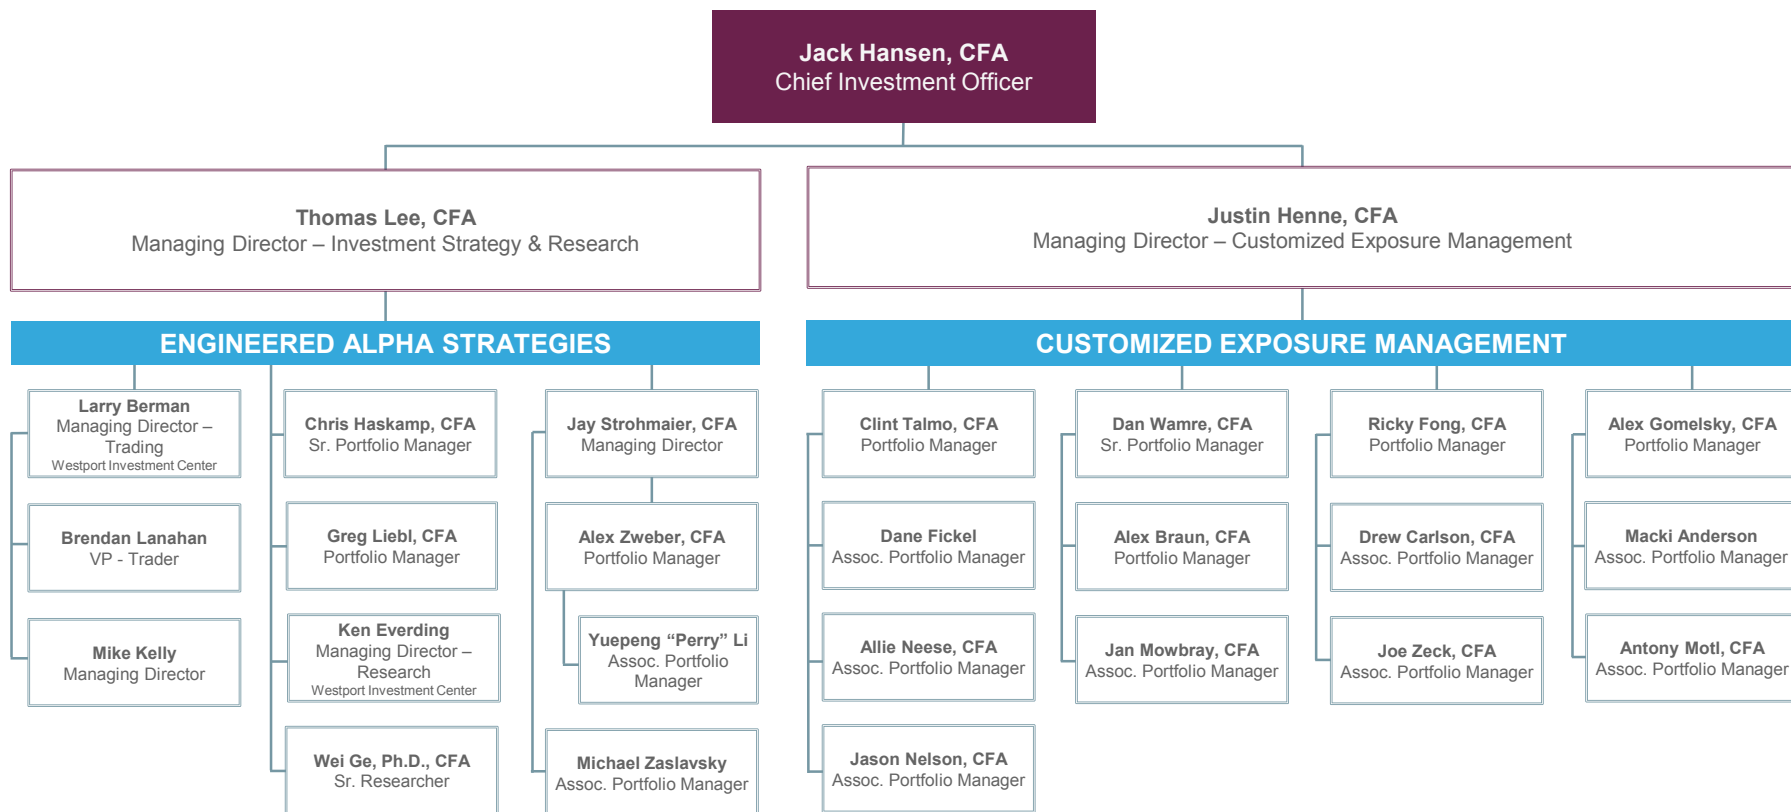 Jack Hansen, CFA
Chief Investment Officer
Thomas Lee, CFA
Managing Director – Investment Strategy & Research
Justin Henne, CFA
Managing Director – Customized Exposure Management
ENGINEERED ALPHA STRATEGIES
Larry Berman
Managing Director –
Trading
Westport Investment Center
Brendan Lanahan
VP - Trader
Mike Kelly
Managing Director
Chris Haskamp, CFA
Sr. Portfolio Manager
Greg Liebl, CFA
Portfolio Manager
Ken Everding
Managing Director –
Research
Westport Investment Center
Wei Ge, Ph.D., CFA
Sr. Researcher
Jay Strohmaier, CFA
Managing Director
Alex Zweber, CFA
Portfolio Manager
Yuepeng “Perry” Li
Assoc. Portfolio
Manager
Michael Zaslavsky
Assoc. Portfolio Manager
CUSTOMIZED EXPOSURE MANAGEMENT
Clint Talmo, CFA
Portfolio Manager
Dane Fickel
Assoc. Portfolio Manager
Allie Neese, CFA
Assoc. Portfolio Manager
Jason Nelson, CFA
Assoc. Portfolio Manager
Dan Wamre, CFA
Sr. Portfolio Manager
Alex Braun, CFA
Portfolio Manager
Jan Mowbray, CFA
Assoc. Portfolio Manager
Ricky Fong, CFA
Portfolio Manager
Drew Carlson, CFA
Assoc. Portfolio Manager
Joe Zeck, CFA
Assoc. Portfolio Manager
Alex Gomelsky, CFA
Portfolio Manager
Macki Anderson
Assoc. Portfolio Manager
Antony Motl, CFA
Assoc. Portfolio Manager